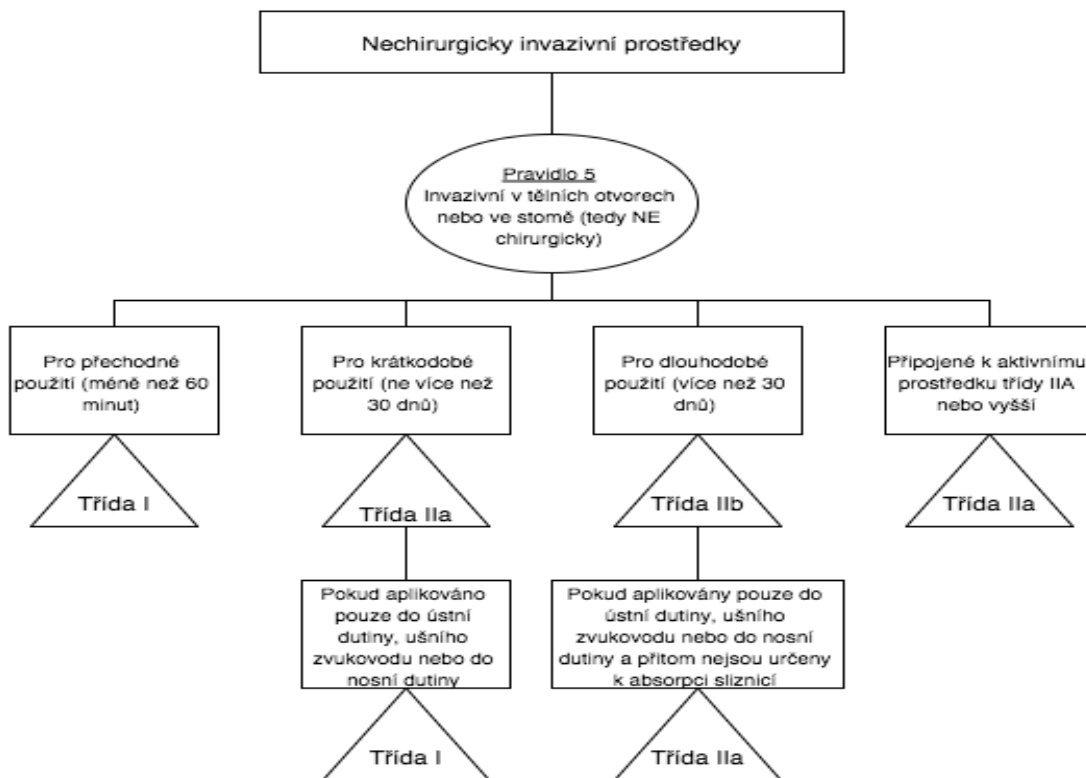 Nechirurgicky invazivní prostředky
Pravidlo 5
Invazivní v tělních otvorech
nebo ve stomě (tedy NE
chirurgicky)
Pro přechodné
použití (méně než 60
minut)
Třída I
Pro krátkodobé
použití (ne více než
30 dnů)
Třída IIa
Pro dlouhodobé
použití (více než 30
dnů)
Třída IIb
Připojené k aktivnímu
prostředku třídy IIA
nebo vyšší
Třída IIa
Pokud aplikováno
pouze do ústní
dutiny, ušního
zvukovodu nebo do
nosní dutiny
Třída I
Pokud aplikovány pouze do
ústní dutiny, ušního
zvukovodu nebo do nosní
dutiny a přitom nejsou určeny
k absorpci sliznicí
Třída IIa